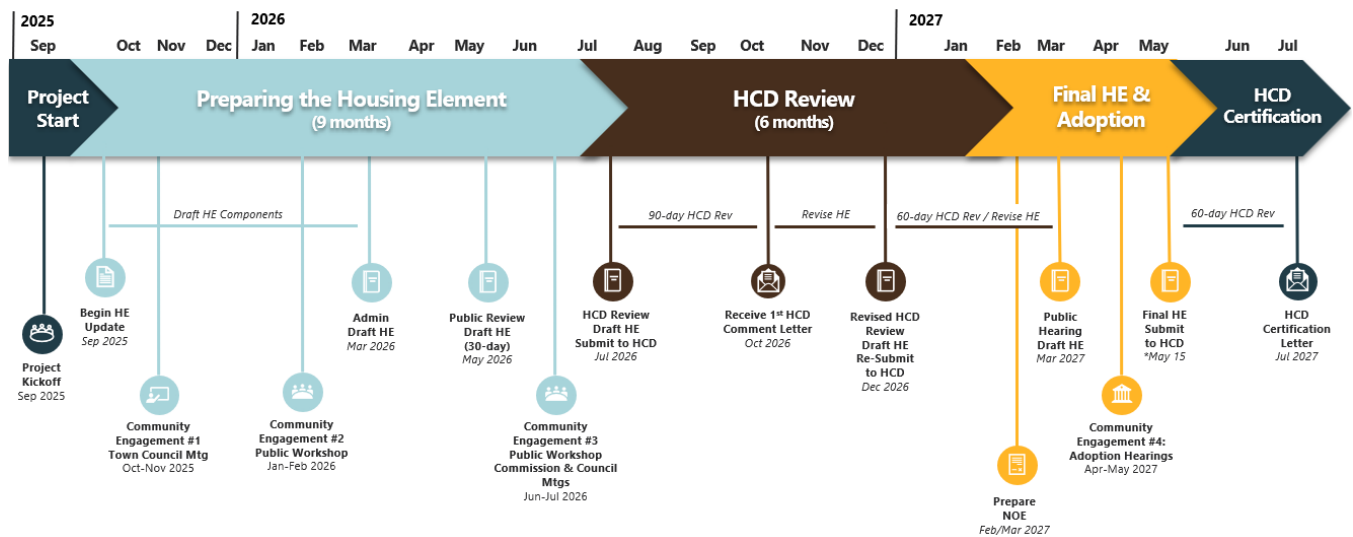 2025
2026
2027
Sep
Oct
Nov
Dec
Jan
Feb
Mar
Apr
May
Jun
Jul
Aug
Sep
Oct
Nov
Dec
Jan
Feb
Mar
Apr
May
Jun
Jul
Project
Start
Preparing the Housing Element
(9 months)
HCD Review
(6 months)
Final HE &
Adoption
HCD
Certification
Draft HE Components
90-day HCD Rev
Revise HE
60-day HCD Rev / Revise HE
60-day HCD Rev
Project
Kickoff
Sep 2025
Begin HE
Update
Sep 2025
Community
Engagement #1
Town Council Mtg
Oct-Nov 2025
Community
Engagement #2
Public Workshop
Jan-Feb 2026
Admin
Draft HE
Mar 2026
Public Review
Draft HE
(30-day)
May 2026
Community
Engagement #3
Public Workshop
Commission & Council
Mtgs
Jun-Jul 2026
HCD Review
Draft HE
Submit to HCD
Jul 2026
Receive 1st HCD
Comment Letter
Oct 2026
Revised HCD
Review
Draft HE
Re-Submit
to HCD
Dec 2026
Prepare
NOE
Feb/Mar 2027
Public
Hearing
Draft HE
Mar 2027
Community
Engagement #4:
Adoption Hearings
Apr-May 2027
Final HE
Submit
to HCD
*May 15
HCD
Certification
Letter
Jul 2027